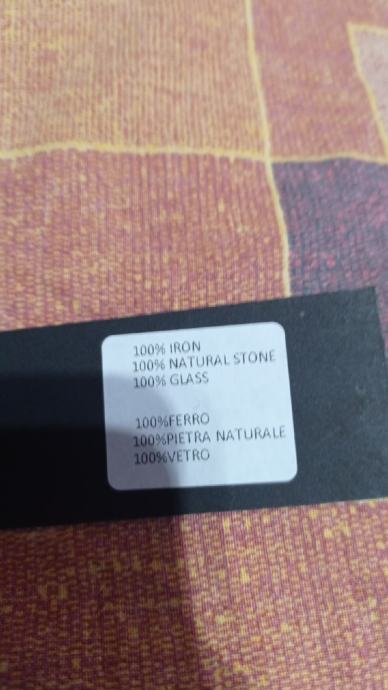 100% IRON
100% NATURAL STONE
100% GLASS
100%FERRO
100%PIETRA NATURALE
100%VETRO